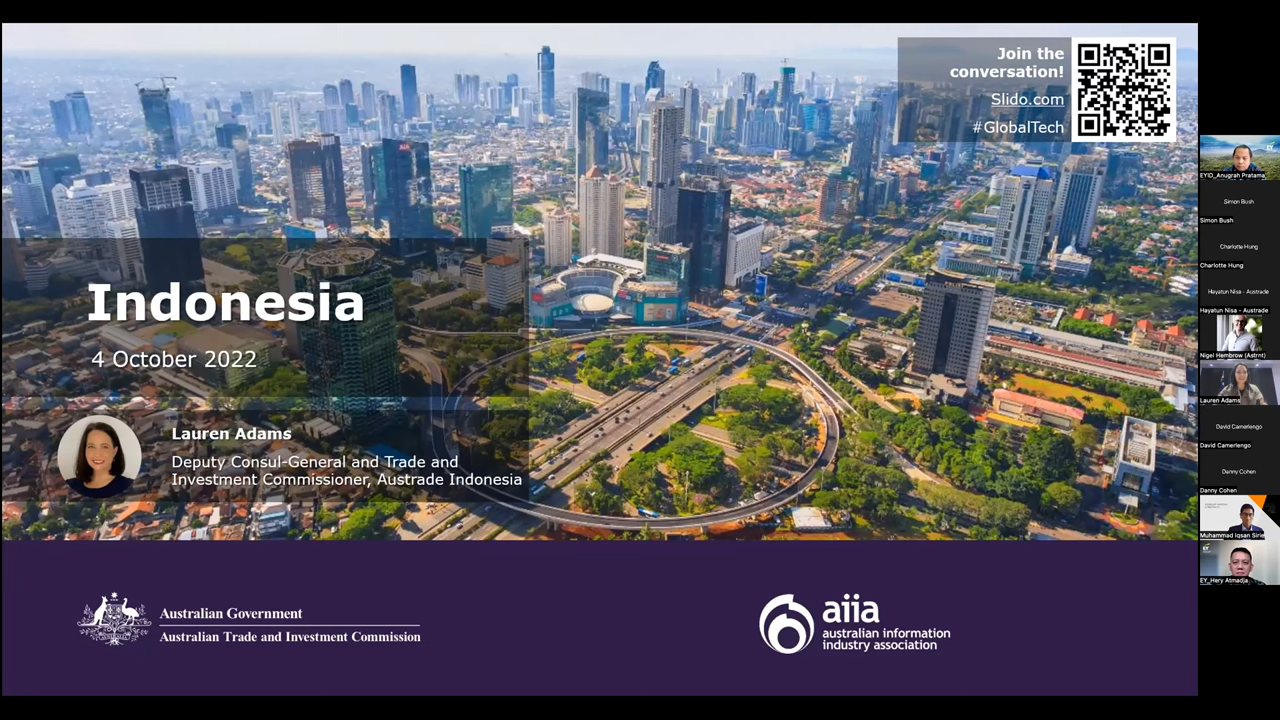 Join the
conversation!
Slido.com
#GlobalTech
Indonesia
4 October 2022
Lauren Adams
Deputy Consul-General and Trade and
Investment Commissioner, Austrade Indonesia
Australian Government
Australian Trade and Investment Commission
aiia
australian information
industry association
EY
EYID_Anugrah Pratama
Simon Bush
Simon Bush
Charlotte Hung
Charlotte Hung
Hayatun Nisa - Austrade
Hayatun Nisa - Austrade
Nigel Hembrow (Astrnt)
Lauren Adams
David Camerlengo
David Camerlengo
Danny Cohen
Danny Cohen
Muhammad Iqsan Sirie
EY
EY_Hery Atmadja